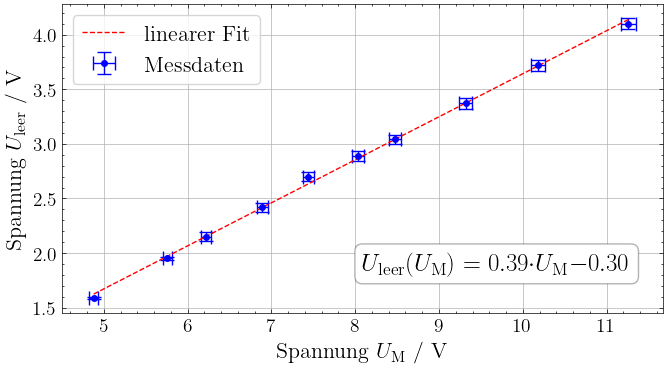 linearer Fit
Messdaten
4.0
3.5
3.0
2.5
2.0
1.5
Spannung U_leer / V
U_leer(U_M) = 0.39·U_M−0.30
5 6 7 8 9 10 11
Spannung U_M / V